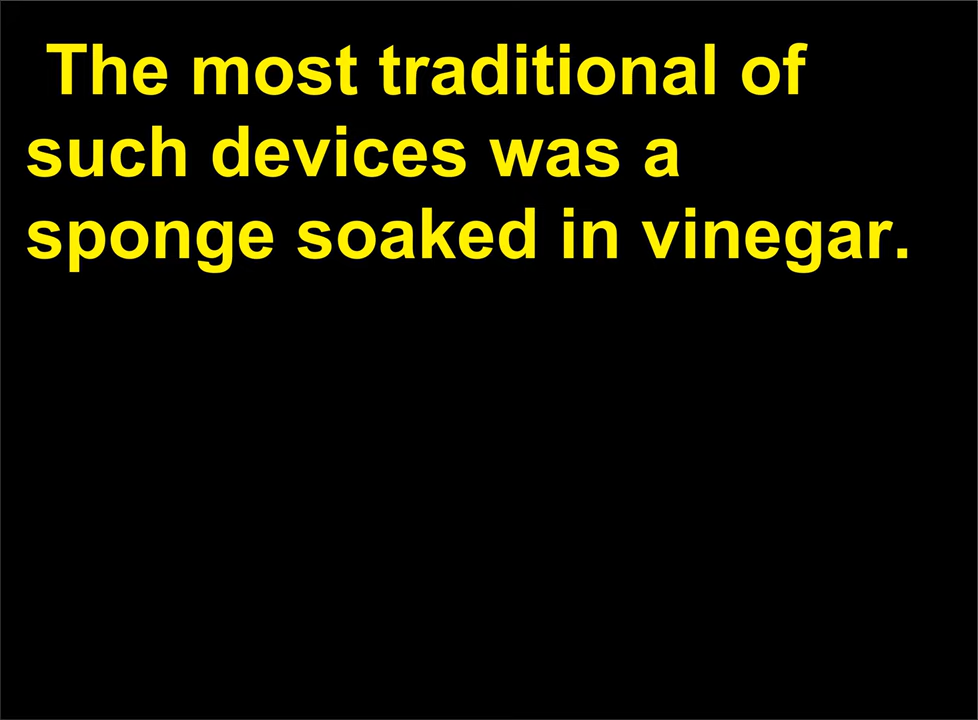 The most traditional of
such devices was a
sponge soaked in vinegar.